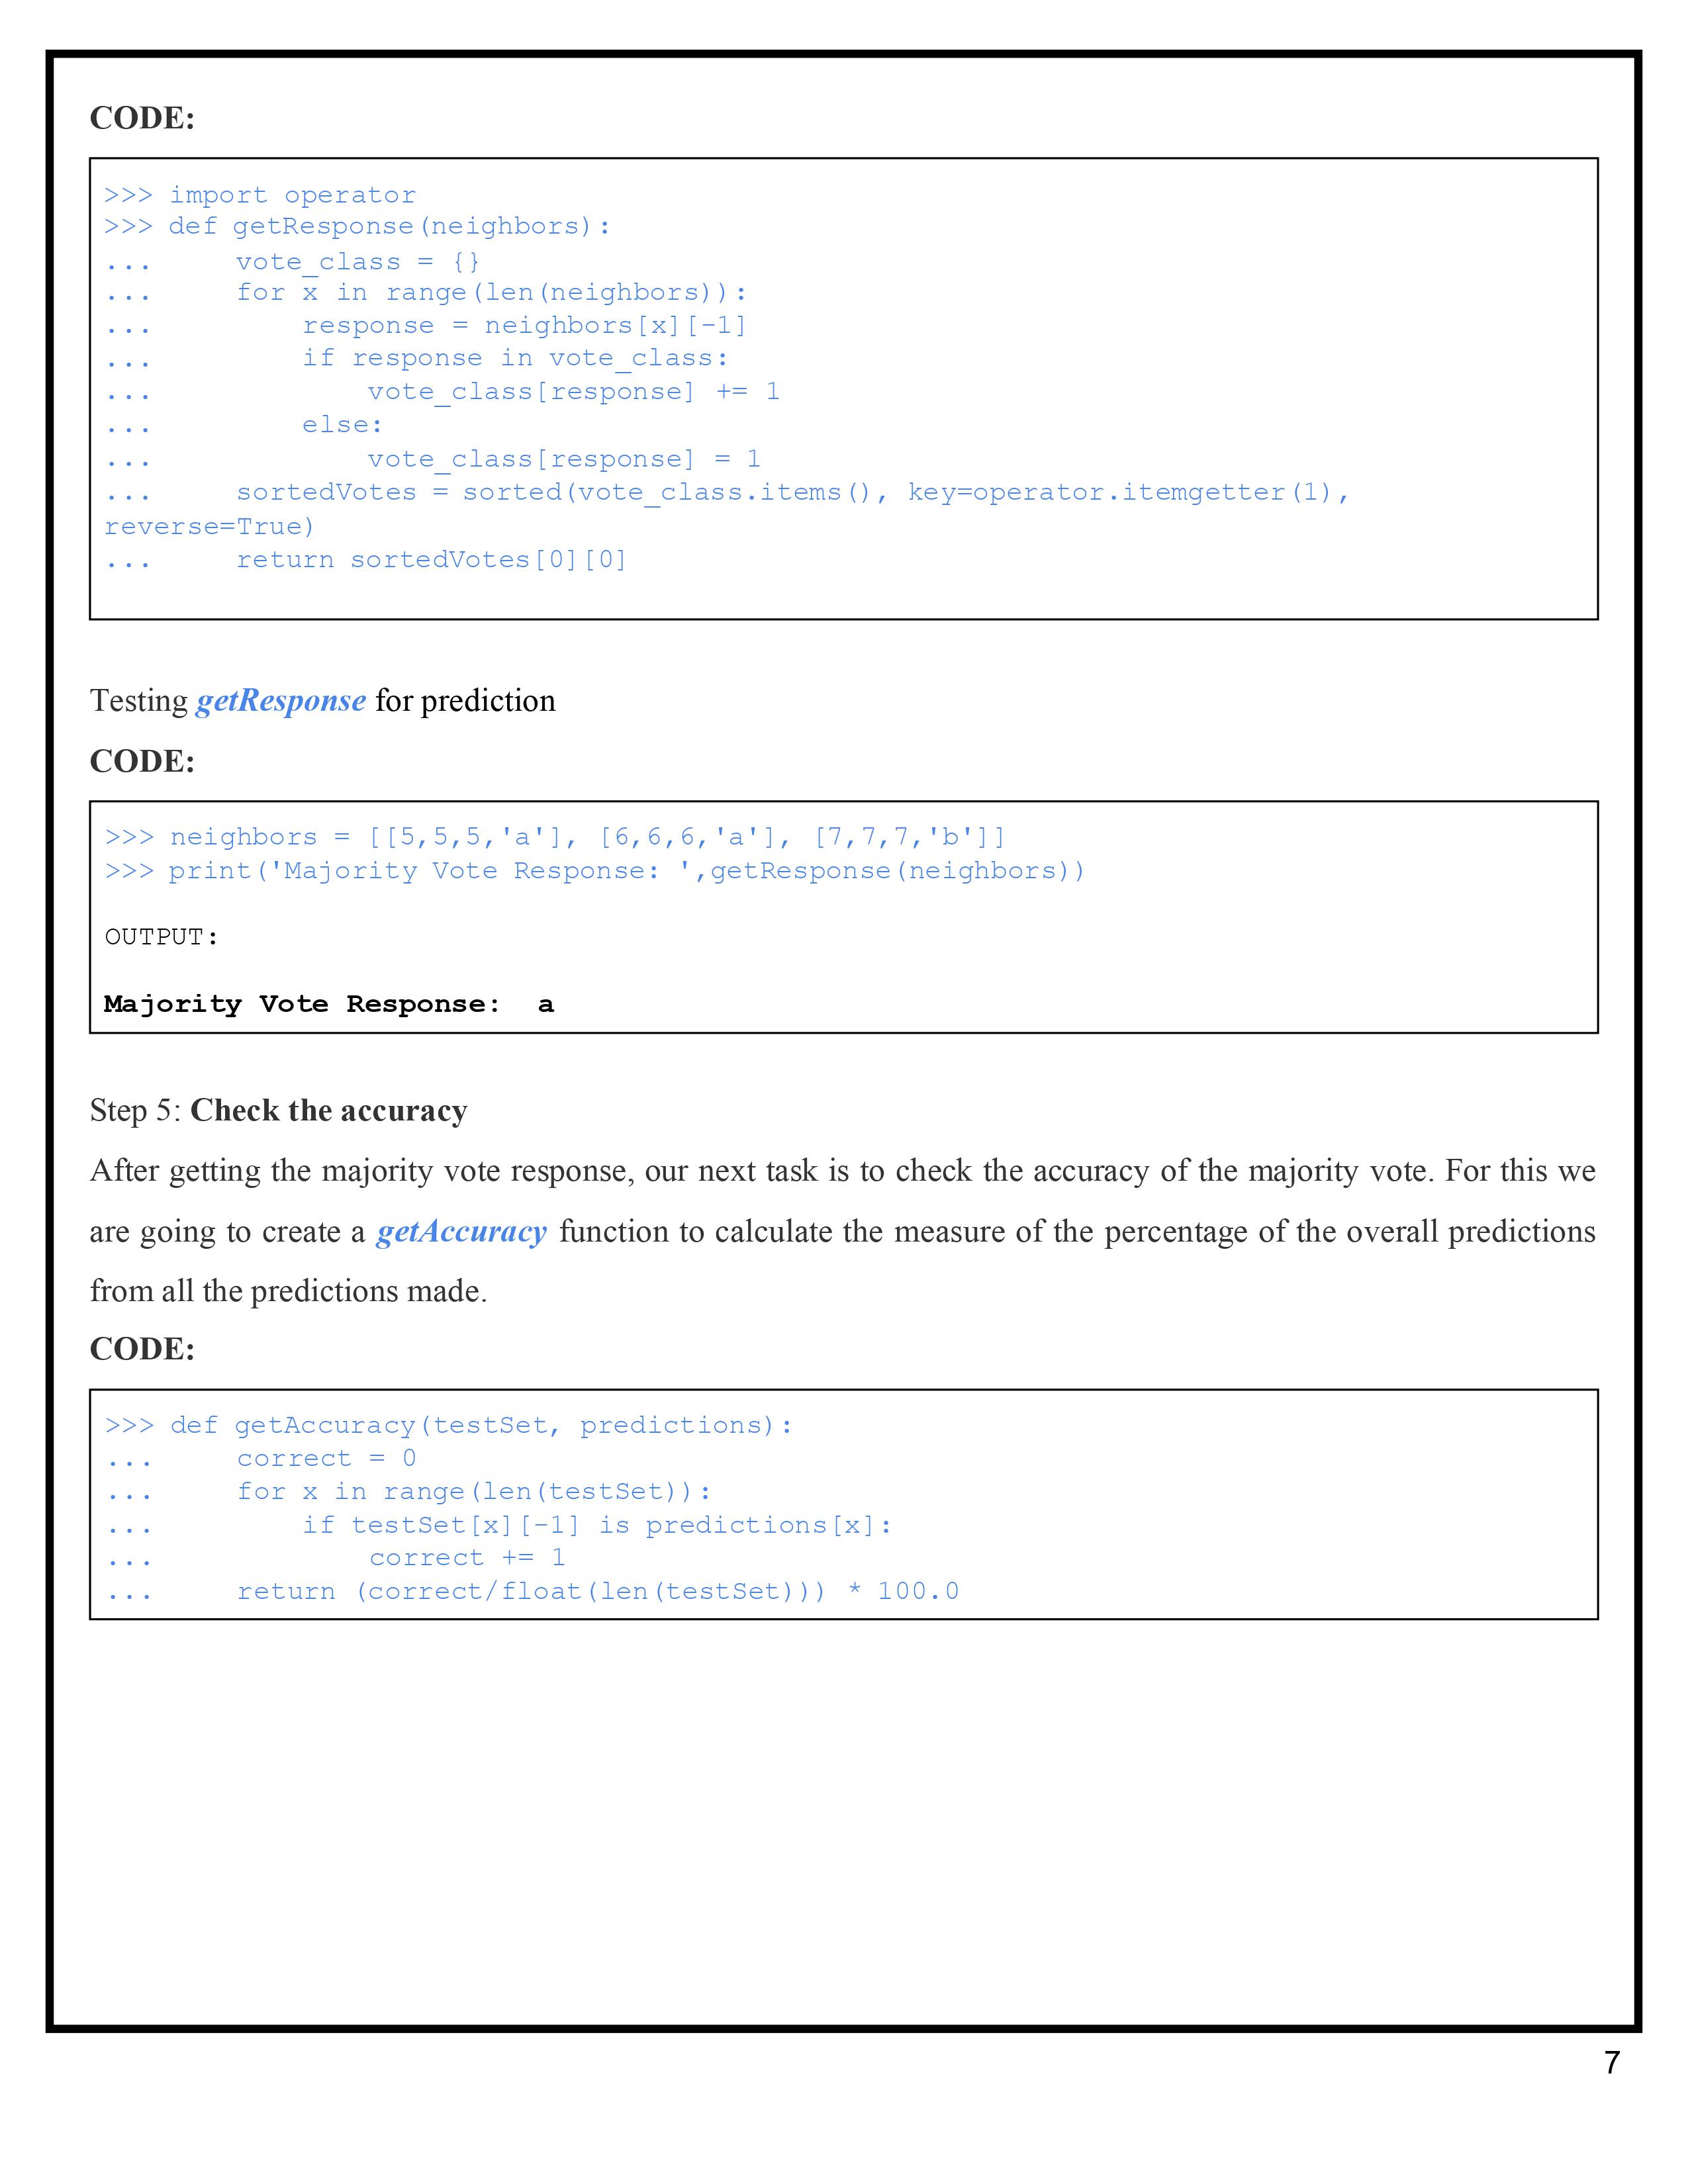 CODE:
>>> import operator
>>> def getResponse(neighbors):
...     vote_class = {}
...     for x in range(len(neighbors)):
...         response = neighbors[x][-1]
...         if response in vote_class:
...             vote_class[response] += 1
...         else:
...             vote_class[response] = 1
...     sortedVotes = sorted(vote_class.items(), key=operator.itemgetter(1),
reverse=True)
...     return sortedVotes[0][0]
Testing getResponse for prediction
CODE:
>>> neighbors = [[5,5,5,'a'], [6,6,6,'a'], [7,7,7,'b']]
>>> print('Majority Vote Response: ',getResponse(neighbors))
OUTPUT:
Majority Vote Response:  a
Step 5: Check the accuracy
After getting the majority vote response, our next task is to check the accuracy of the majority vote. For this we
are going to create a getAccuracy function to calculate the measure of the percentage of the overall predictions
from all the predictions made.
CODE:
>>> def getAccuracy(testSet, predictions):
...     correct = 0
...     for x in range(len(testSet)):
...         if testSet[x][-1] is predictions[x]:
...             correct += 1
...     return (correct/float(len(testSet))) * 100.0
7